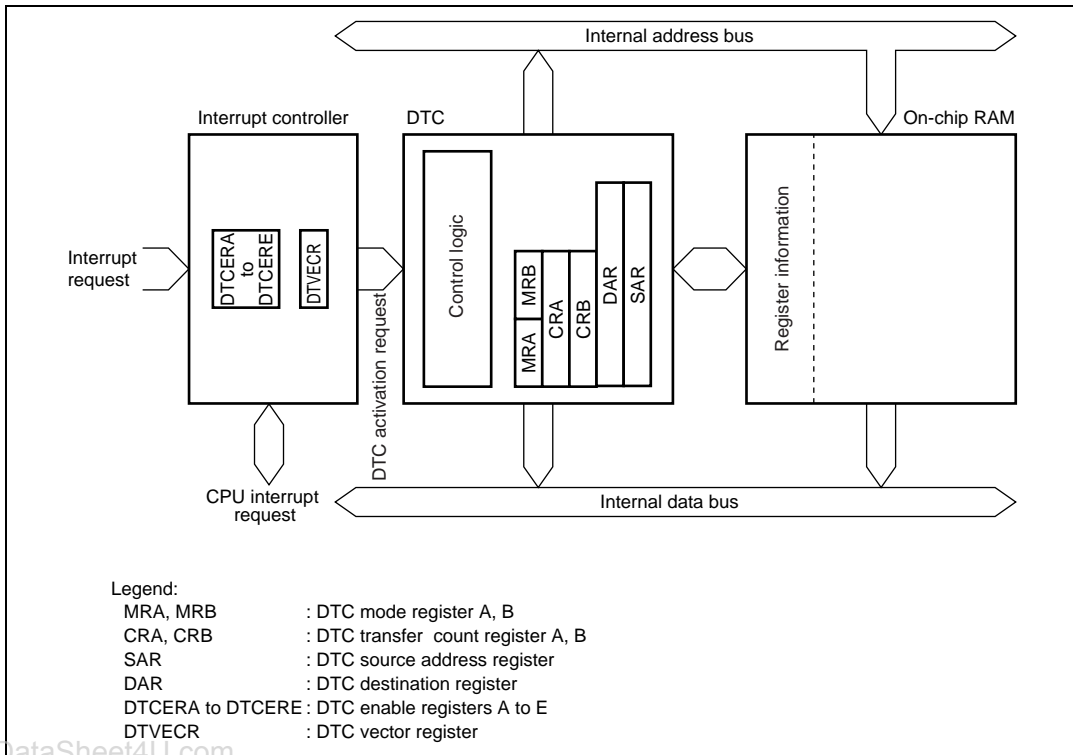 Internal address bus
Interrupt controller
DTC
On-chip RAM
Interrupt
request
DTCERA
to
DTCERE
DTVECR
DTC activation request
Control logic
MRA
MRB
CRA
CRB
DAR
SAR
Register information
CPU interrupt
request
Internal data bus
Legend:
MRA, MRB : DTC mode register A, B
CRA, CRB : DTC transfer count register A, B
SAR : DTC source address register
DAR : DTC destination register
DTCERA to DTCERE : DTC enable registers A to E
DTVECR : DTC vector register
DataSheet4U.com